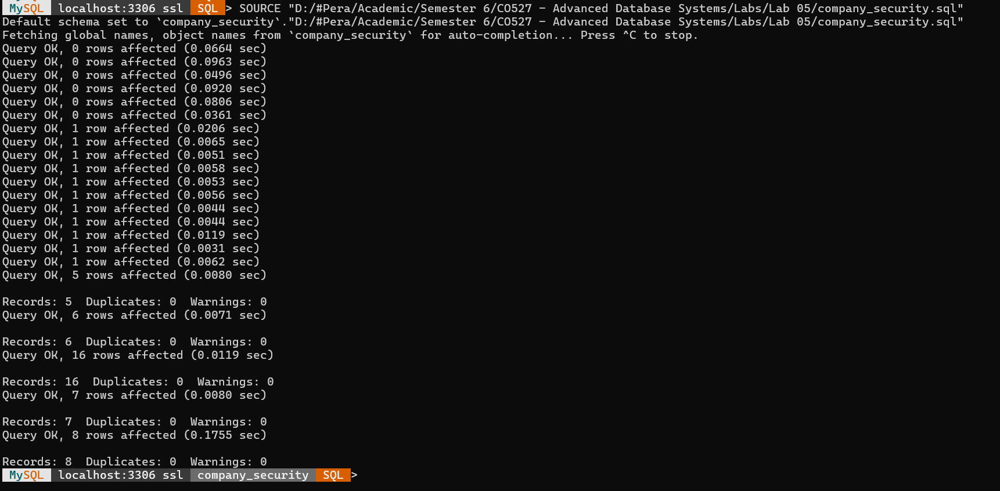 MySQL localhost:3306 ssl SQL > SOURCE "D:/#Pera/Academic/Semester 6/CO527 - Advanced Database Systems/Labs/Lab 05/company_security.sql"
Default schema set to `company_security`."D:/#Pera/Academic/Semester 6/CO527 - Advanced Database Systems/Labs/Lab 05/company_security.sql"
Fetching global names, object names from `company_security` for auto-completion... Press ^C to stop.
Query OK, 0 rows affected (0.0664 sec)
Query OK, 0 rows affected (0.0963 sec)
Query OK, 0 rows affected (0.0496 sec)
Query OK, 0 rows affected (0.0920 sec)
Query OK, 0 rows affected (0.0806 sec)
Query OK, 0 rows affected (0.0361 sec)
Query OK, 1 row affected (0.0206 sec)
Query OK, 1 row affected (0.0065 sec)
Query OK, 1 row affected (0.0051 sec)
Query OK, 1 row affected (0.0058 sec)
Query OK, 1 row affected (0.0053 sec)
Query OK, 1 row affected (0.0056 sec)
Query OK, 1 row affected (0.0044 sec)
Query OK, 1 row affected (0.0044 sec)
Query OK, 1 row affected (0.0119 sec)
Query OK, 1 row affected (0.0031 sec)
Query OK, 1 row affected (0.0062 sec)
Query OK, 5 rows affected (0.0080 sec)
Records: 5  Duplicates: 0  Warnings: 0
Query OK, 6 rows affected (0.0071 sec)
Records: 6  Duplicates: 0  Warnings: 0
Query OK, 16 rows affected (0.0119 sec)
Records: 16  Duplicates: 0  Warnings: 0
Query OK, 7 rows affected (0.0080 sec)
Records: 7  Duplicates: 0  Warnings: 0
Query OK, 8 rows affected (0.1755 sec)
Records: 8  Duplicates: 0  Warnings: 0
MySQL localhost:3306 ssl company_security SQL >